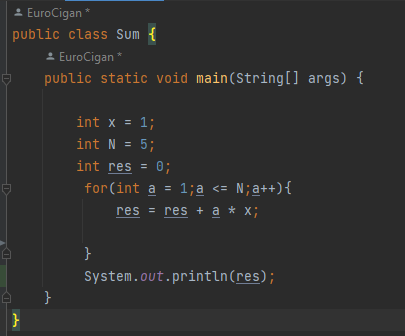 EuroCigan *
public class Sum {
EuroCigan *
public static void main(String[] args) {
int x = 1;
int N = 5;
int res = 0;
for(int a = 1;a <= N;a++){
res = res + a * x;
}
System.out.println(res);
}
}